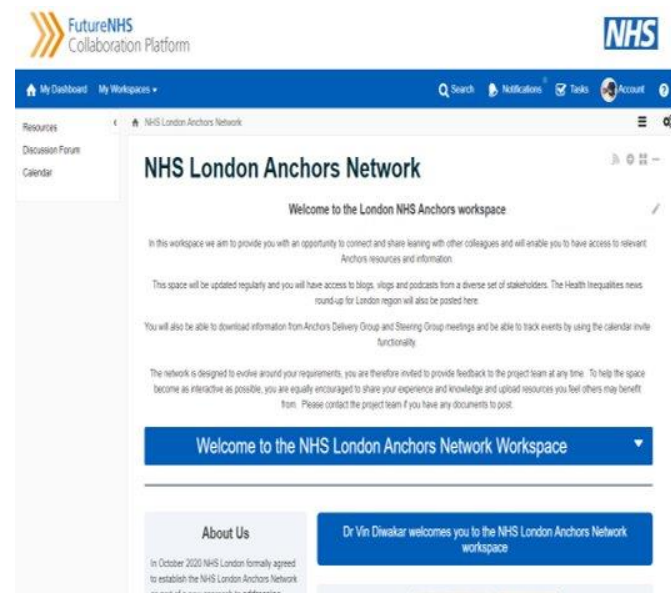 FutureNHS
Collaboration Platform
NHS
My Dashboard My Workspaces
Search Notifications Tasks Account ?
Resources
Discussion Forum
Calendar
NHS London Anchors Network
NHS London Anchors Network
Welcome to the London NHS Anchors workspace
In this workspace we aim to provide you with an opportunity to connect and share learning with other colleagues and will enable you to have access to relevant
Anchors resources and information.
This space will be updated regularly and you will have access to blogs, vlogs and podcasts from a diverse set of stakeholders. The Health Inequalities news
round-up for London region will also be posted here.
You will also be able to download information from Anchors Delivery Group and Steering Group meetings and be able to track events by using the calendar invite
functionality.
The network is designed to evolve around your requirements, you are therefore invited to provide feedback to the project team at any time. To help the space
become as interactive as possible, you are equally encouraged to share your experience and knowledge and upload resources you feel others may benefit
from. Please contact the project team if you have any documents to post.
Welcome to the NHS London Anchors Network Workspace
About Us
Dr Vin Diwakar welcomes you to the NHS London Anchors Network
workspace
In October 2020 NHS London formally agreed
to establish the NHS London Anchors Network